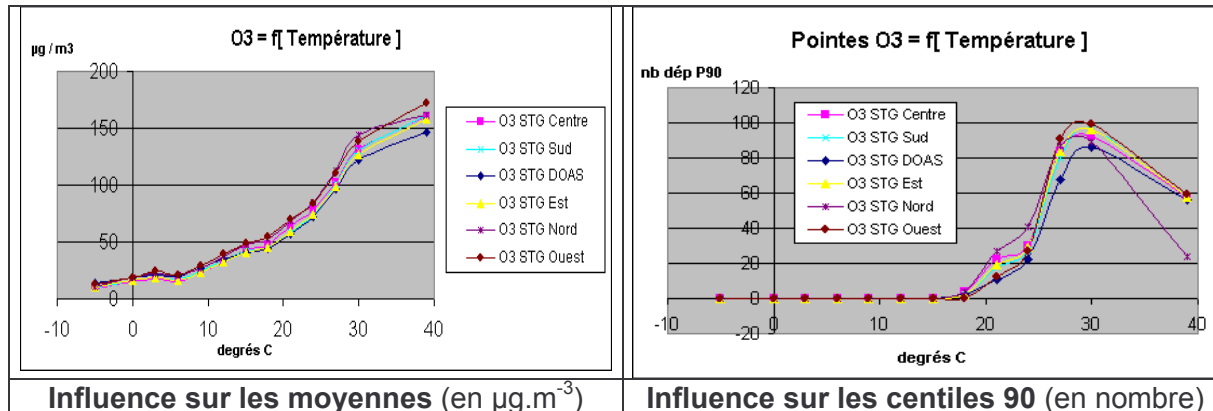 O3 = f[ Température ]
µg / m3
200
150
100
50
0
-10 0 10 20 30 40
degrés C
O3 STG Centre
O3 STG Sud
O3 STG DOAS
O3 STG Est
O3 STG Nord
O3 STG Ouest
Influence sur les moyennes (en µg.m-3)
Pointes O3 = f[ Température ]
nb dép P90
120
100
80
60
40
20
0
-20
-10 0 10 20 30 40
degrés C
O3 STG Centre
O3 STG Sud
O3 STG DOAS
O3 STG Est
O3 STG Nord
O3 STG Ouest
Influence sur les centiles 90 (en nombre)